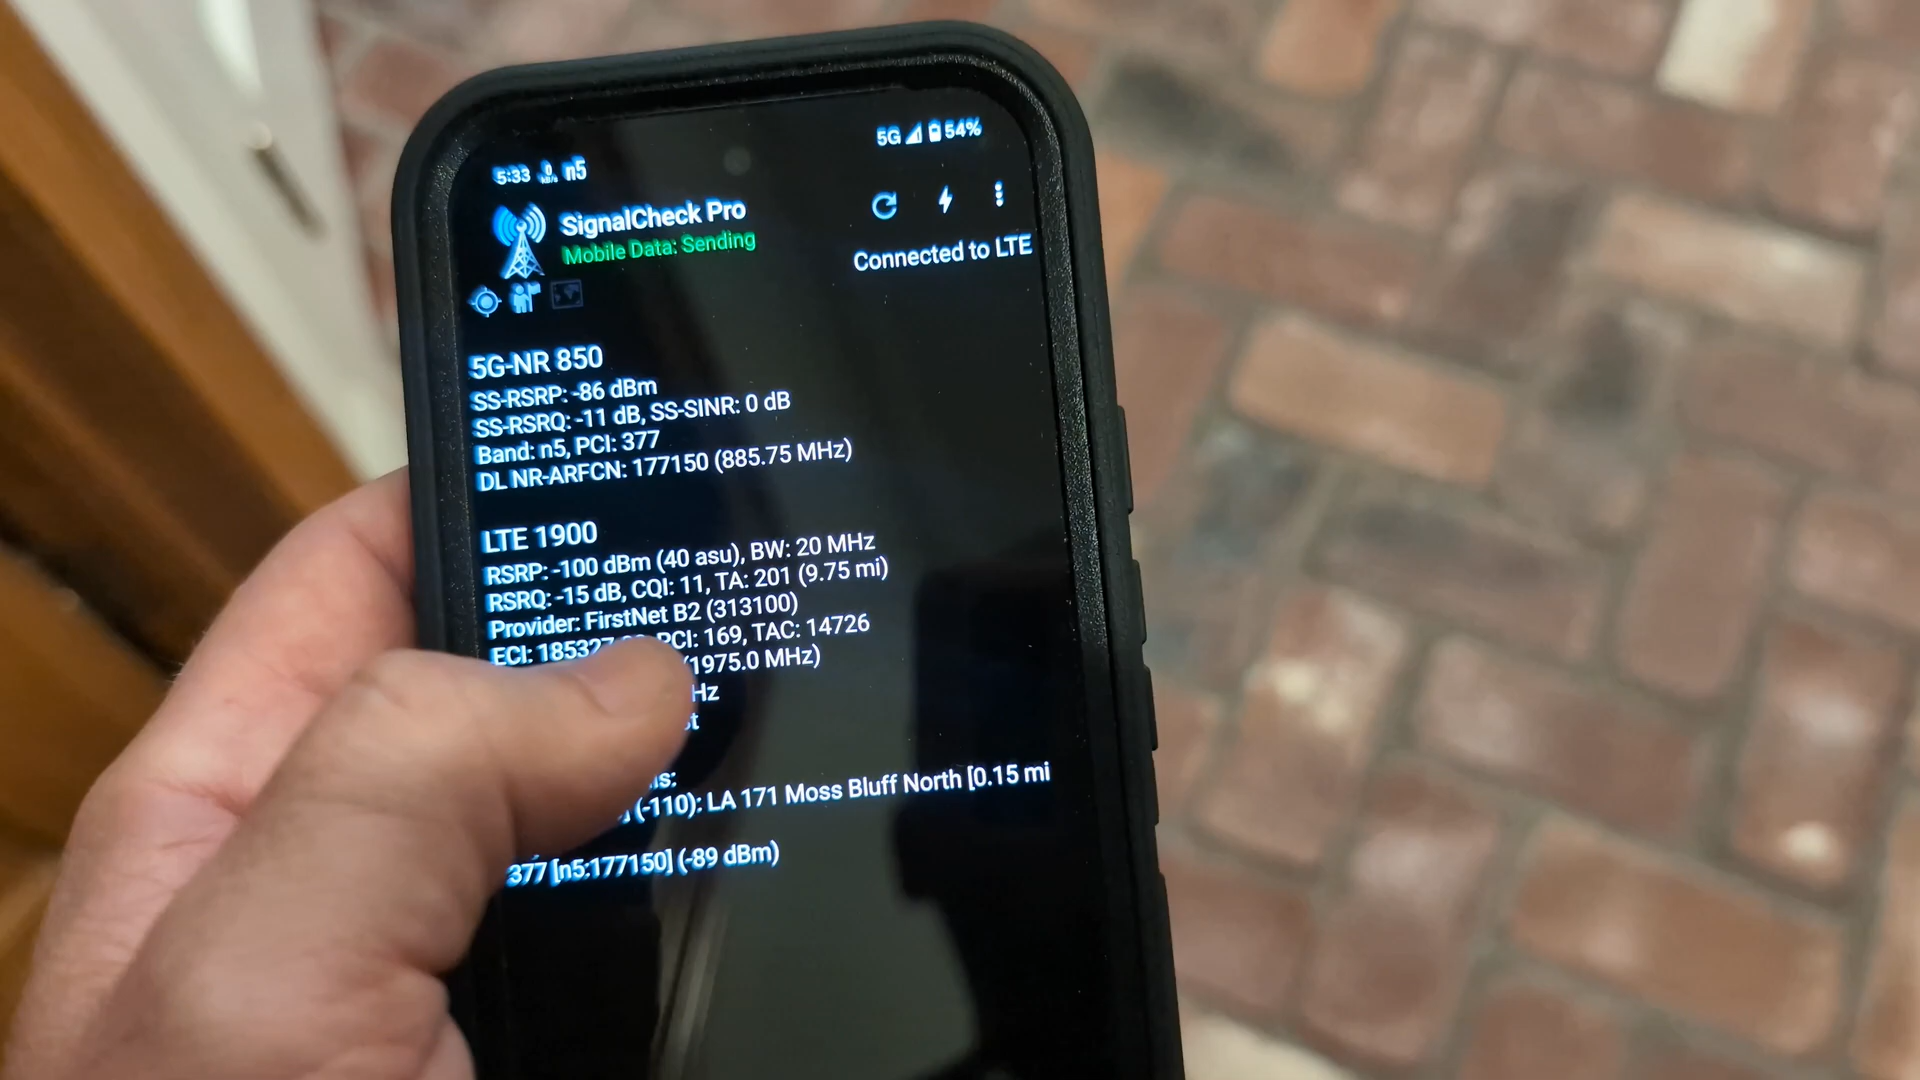 5:33 n5 5G 54%
SignalCheck Pro
Mobile Data: Sending
Connected to LTE
5G-NR 850
SS-RSRP: -86 dBm
SS-RSRQ: -11 dB, SS-SINR: 0 dB
Band: n5, PCI: 377
DL NR-ARFCN: 177150 (885.75 MHz)
LTE 1900
RSRP: -100 dBm (40 asu), BW: 20 MHz
RSRQ: -15 dB, CQI: 11, TA: 201 (9.75 mi)
Provider: FirstNet B2 (313100)
ECI: PCI: 169, TAC: 14726
(1975.0 MHz)
(-110): LA 171 Moss Bluff North [0.15 mi
377 [n5:177150] (-89 dBm)